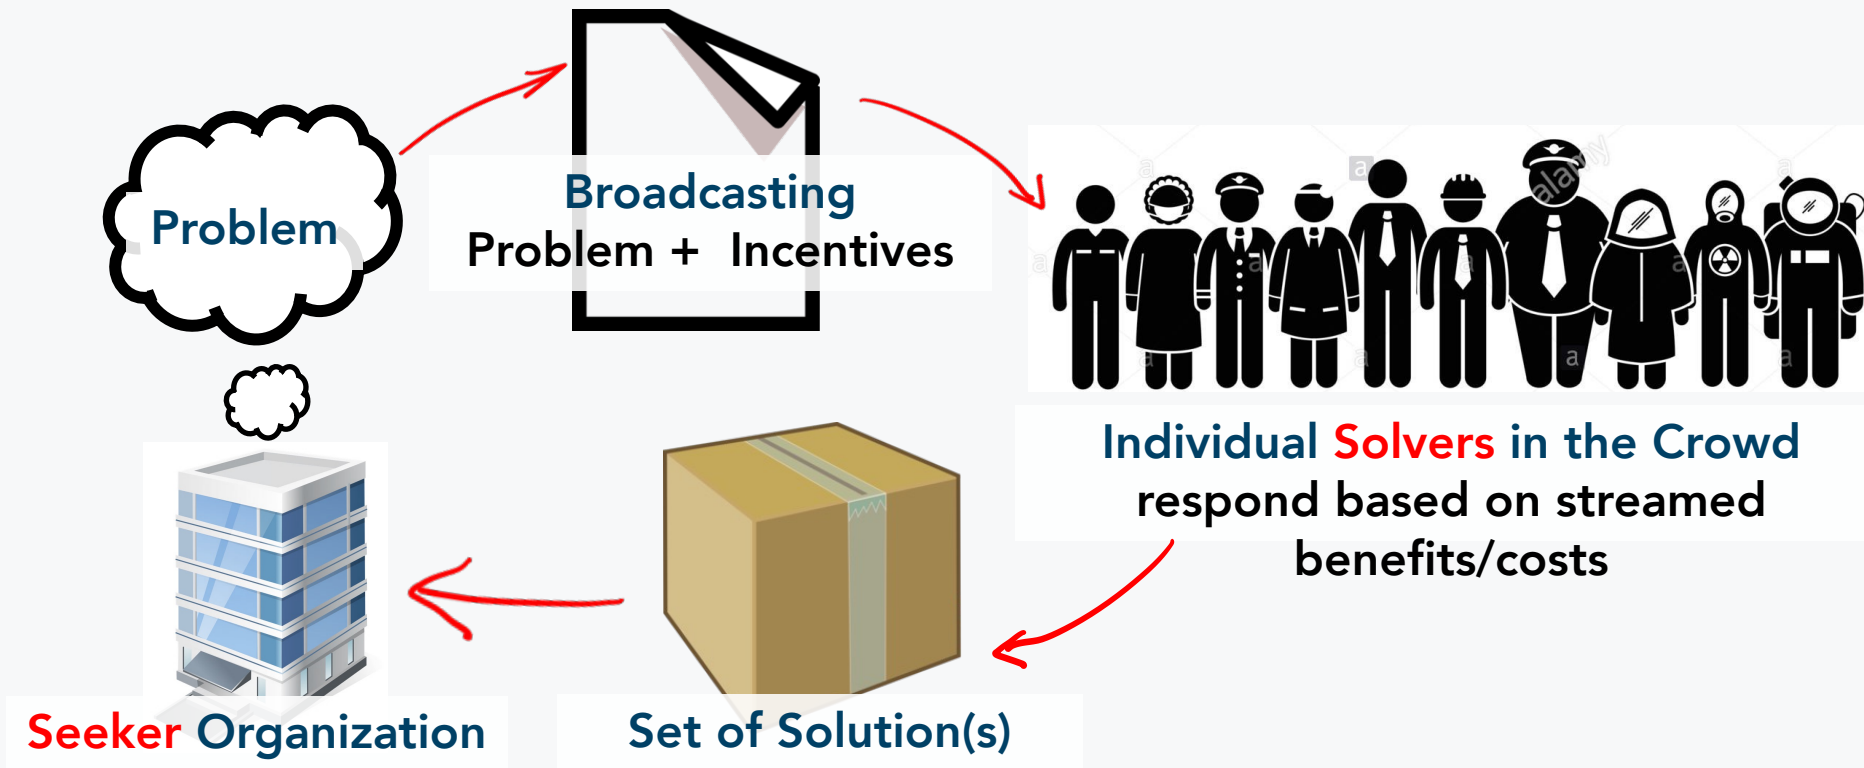 Problem
Broadcasting
Problem + Incentives
Individual Solvers in the Crowd
respond based on streamed
benefits/costs
Set of Solution(s)
Seeker Organization
alamy
a
a
a
a
a
a
a
a
a
a